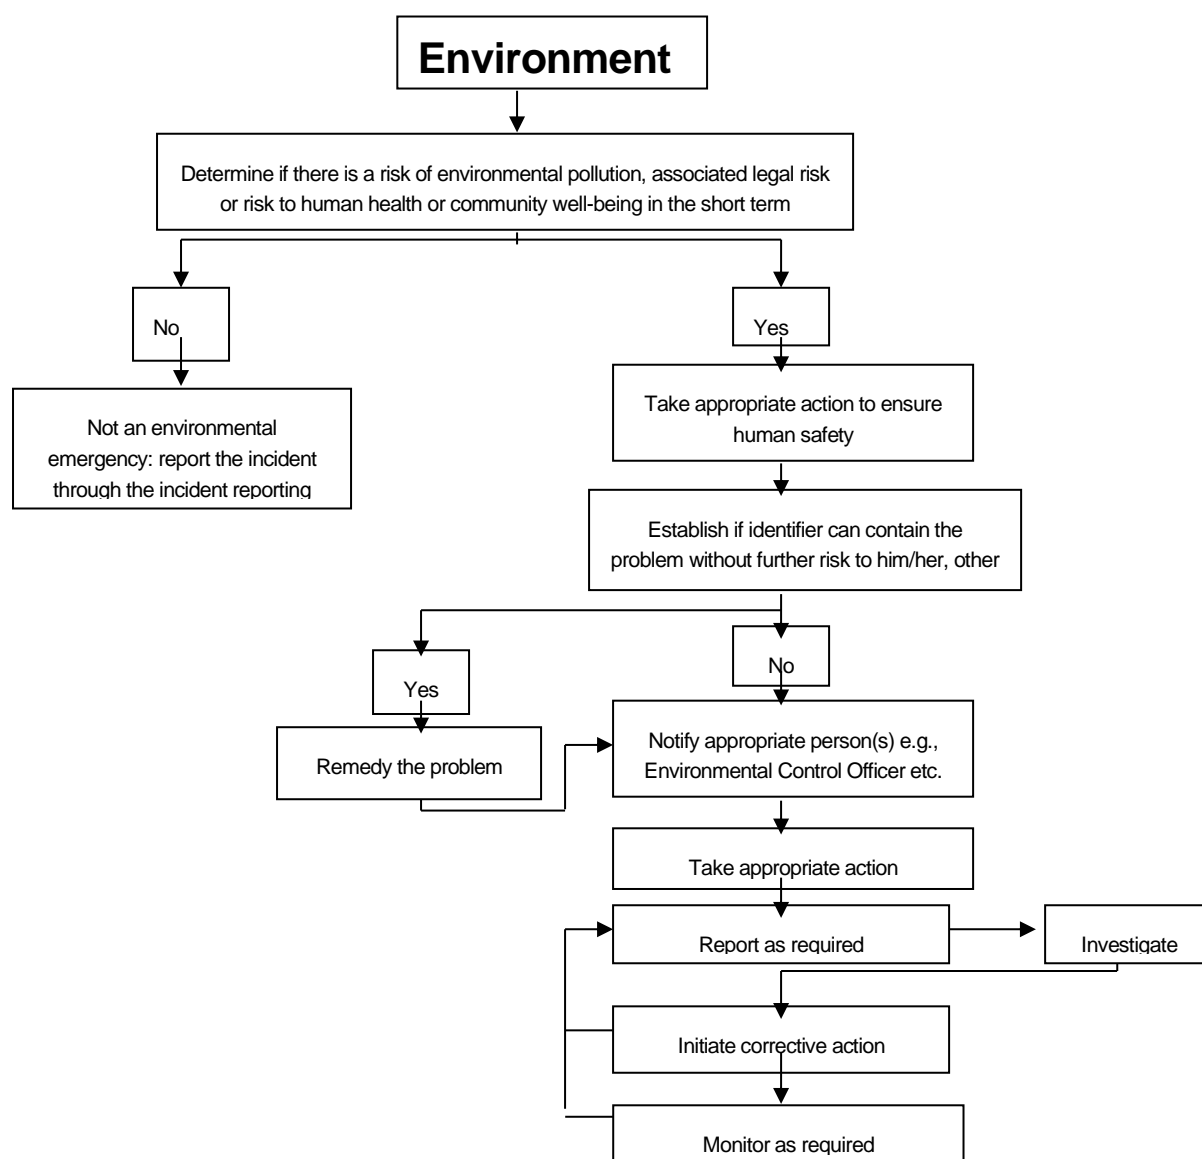 Environment
Determine if there is a risk of environmental pollution, associated legal risk
or risk to human health or community well-being in the short term
No
Yes
Not an environmental
emergency: report the incident
through the incident reporting
Take appropriate action to ensure
human safety
Establish if identifier can contain the
problem without further risk to him/her, other
Yes
No
Remedy the problem
Notify appropriate person(s) e.g.,
Environmental Control Officer etc.
Take appropriate action
Report as required
Investigate
Initiate corrective action
Monitor as required